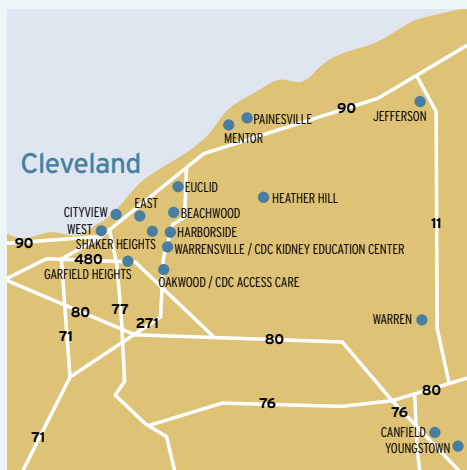 90
PAINESVILLE
JEFFERSON
MENTOR
Cleveland
EUCLID
HEATHER HILL
EAST
CITYVIEW
BEACHWOOD
11
WEST
HARBORSIDE
SHAKER HEIGHTS
90
WARRENSVILLE / CDC KIDNEY EDUCATION CENTER
480
GARFIELD HEIGHTS
OAKWOOD / CDC ACCESS CARE
80
77
271
WARREN
71
80
80
76
76
CANFIELD
71
YOUNGSTOWN